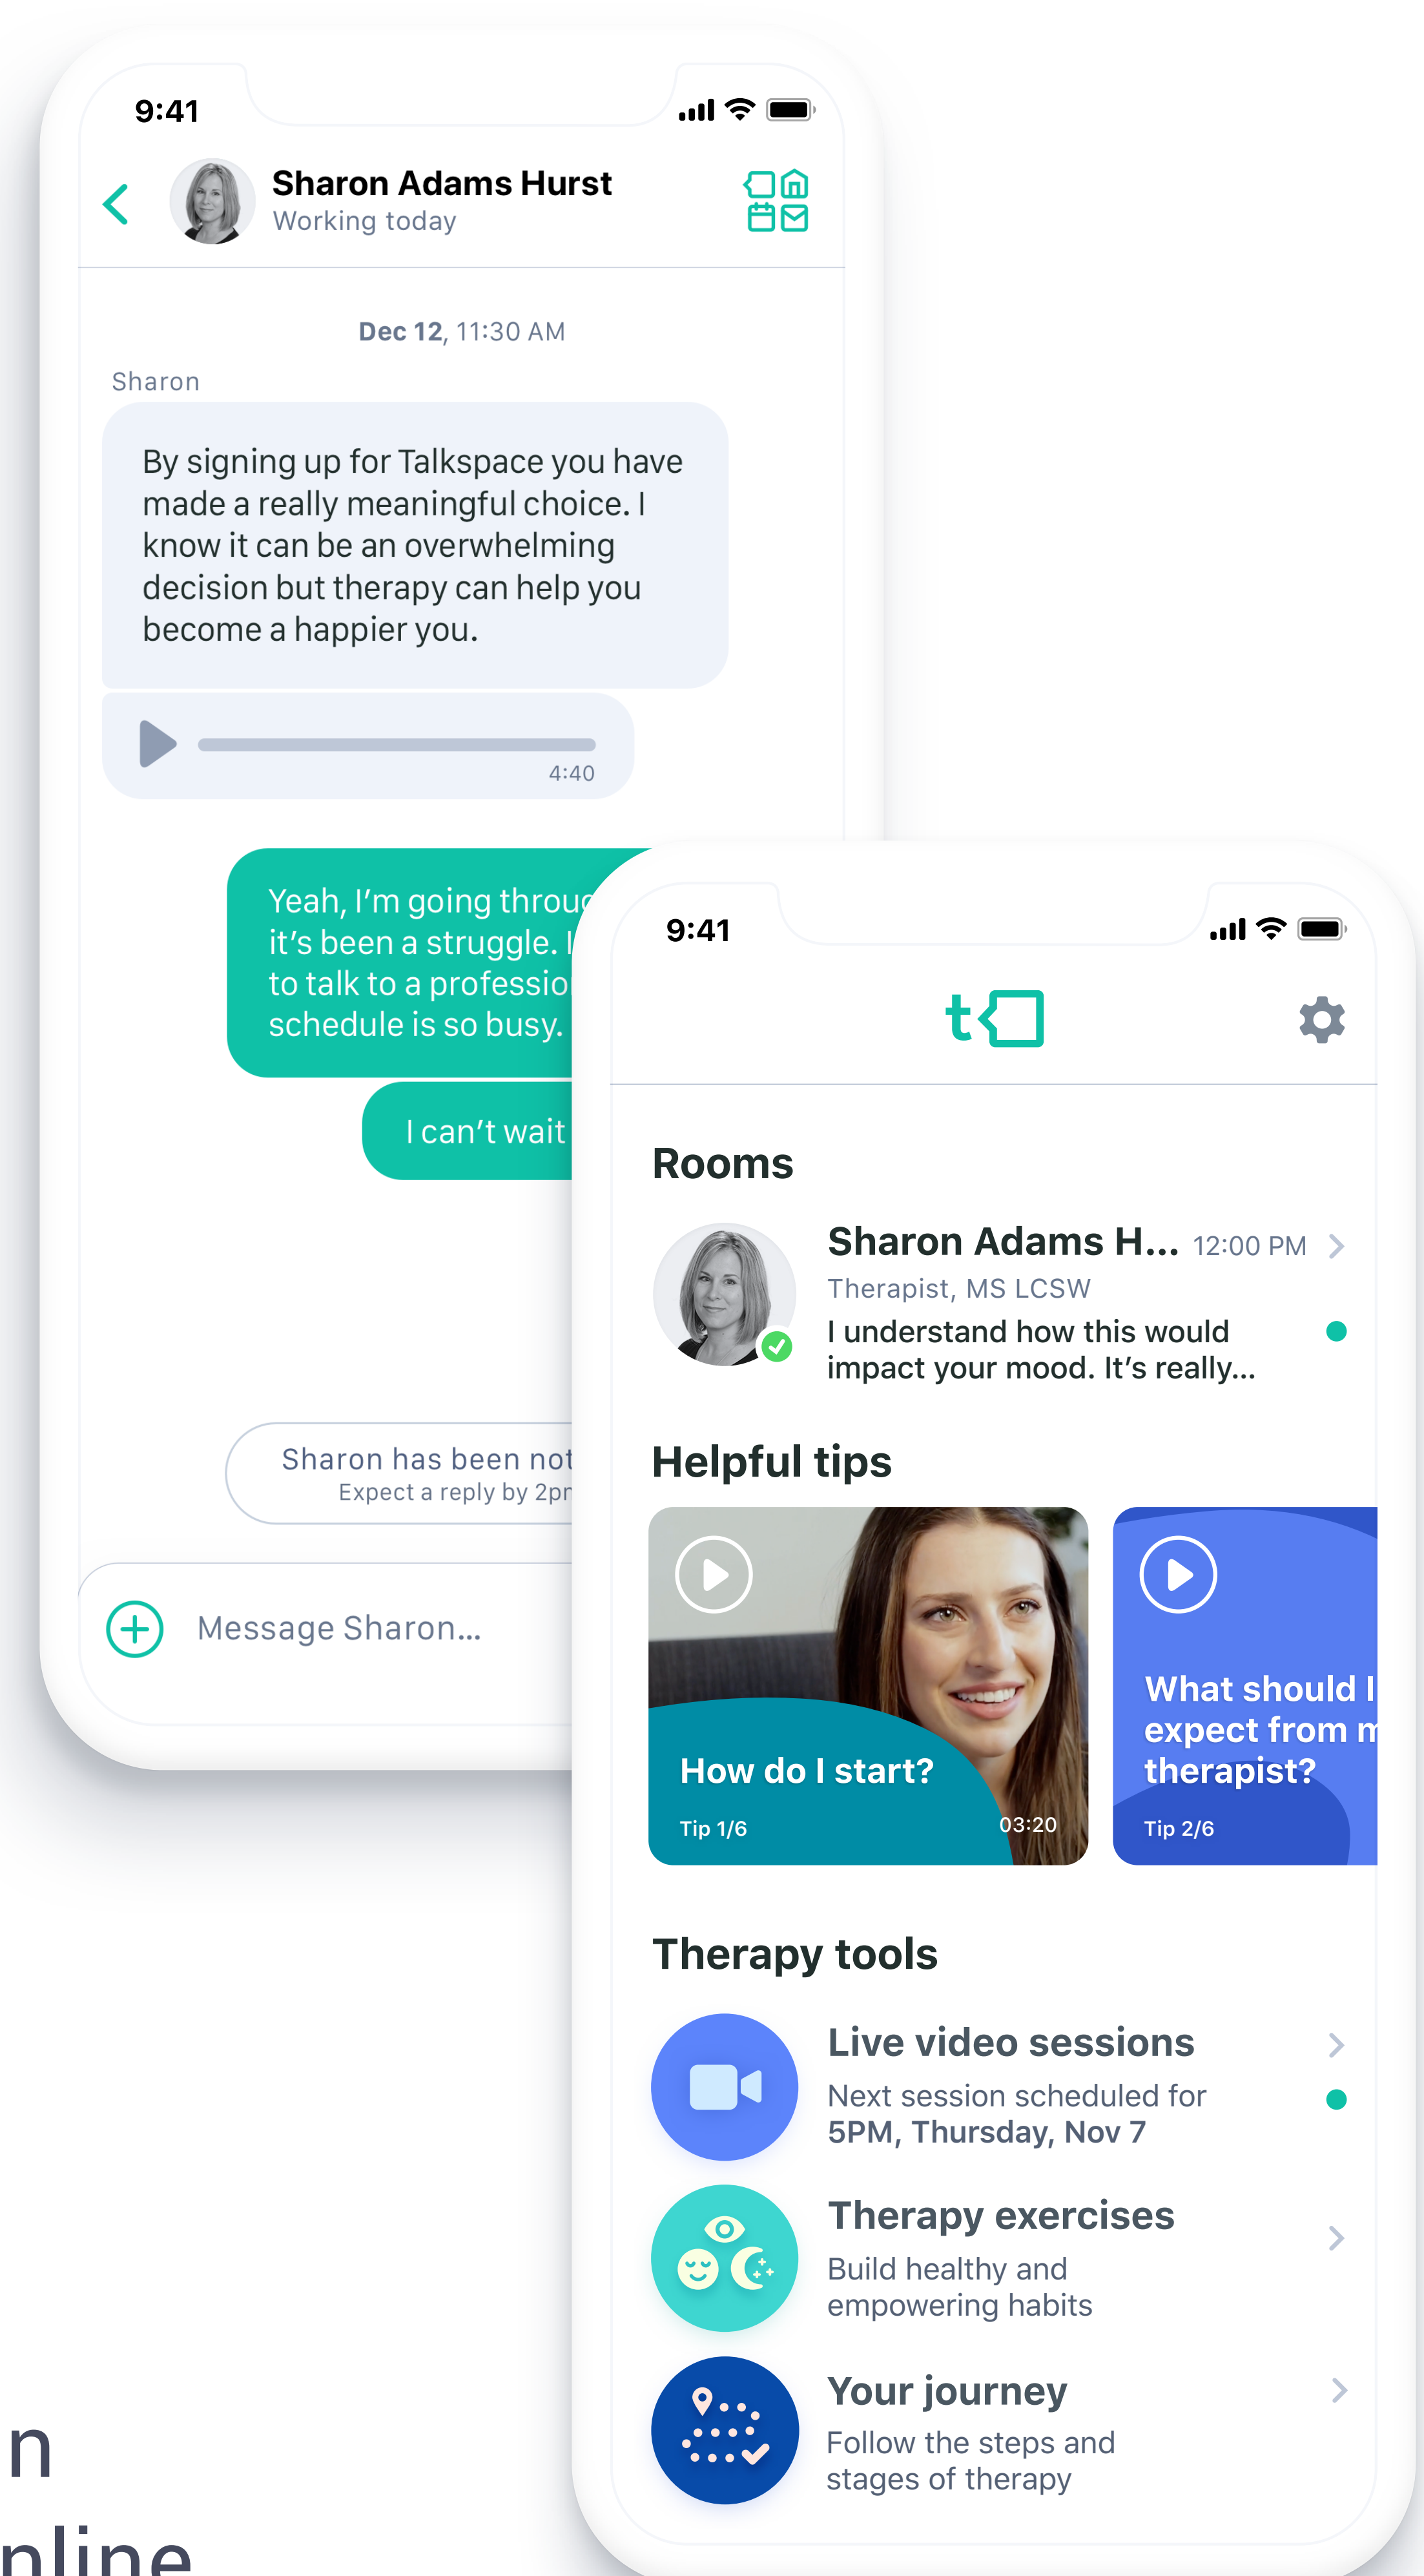 9:41
Sharon Adams Hurst
Working today
Dec 12, 11:30 AM
Sharon
By signing up for Talkspace you have
made a really meaningful choice. I
know it can be an overwhelming
decision but therapy can help you
become a happier you.
4:40
Yeah, I'm going
it's been a struggle. I
to talk to a
schedule is so busy.
I can't wait
Sharon has been
Expect a reply by
Message Sharon...
9:41
t
Rooms
Sharon Adams H... 12:00 PM
Therapist, MS LCSW
I understand how this would
impact your mood. It's really...
Helpful tips
How do I start?
Tip 1/6
03:20
What should I
expect from
therapist?
Tip 2/6
Therapy tools
Live video sessions
Next session scheduled for
5PM, Thursday, Nov 7
Therapy exercises
Build healthy and
empowering habits
Your journey
Follow the steps and
stages of therapy
n
nline